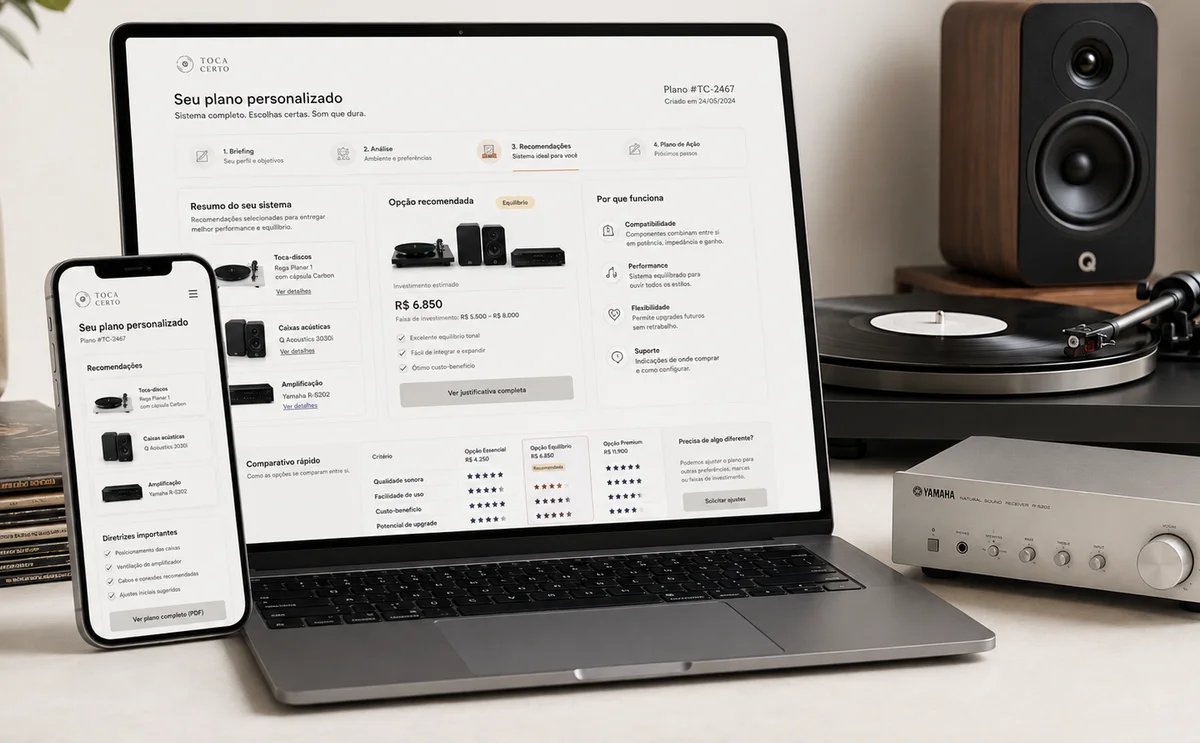 TOCA
CERTO
Seu plano personalizado
Sistema completo. Escolhas certas. Som que dura.
Plano #TC-2467
Criado em 24/05/2024
1. Briefing
Seu perfil e objetivos
2. Análise
Ambiente e preferências
3. Recomendações
Sistema ideal para você
4. Plano de Ação
Próximos passos
Resumo do seu sistema
Recomendações selecionadas para entregar
melhor performance e equilíbrio.
Toca-discos
Rega Planar 1
com cápsula Carbon
Ver detalhes
Caixas acústicas
Q Acoustics 3030i
Ver detalhes
Amplificação
Yamaha R-S202
Ver detalhes
Opção recomendada
Equilíbrio
Investimento estimado
R$ 6.850
Faixa de investimento: R$ 5.500 – R$ 8.000
Excelente equilíbrio tonal
Fácil de integrar e expandir
Ótimo custo-benefício
Ver justificativa completa
Por que funciona
Compatibilidade
Componentes combinam entre si
em potência, impedância e ganho.
Performance
Sistema equilibrado para
ouvir todos os estilos.
Flexibilidade
Permite upgrades futuros
sem retrabalho.
Suporte
Indicações de onde comprar
e como configurar.
Comparativo rápido
Como as opções se comparam entre si.
Critério
Qualidade sonora
Facilidade de uso
Custo-benefício
Potencial de upgrade
Opção Essencial
R$ 4.250
Opção Equilíbrio
R$ 6.850
Recomendada
Opção Premium
R$ 11.900
Precisa de algo diferente?
Podemos ajustar o plano para
outras preferências, marcas
ou faixas de investimento.
Solicitar ajustes
TOCA
CERTO
Seu plano personalizado
Plano #TC-2467
Recomendações
Toca-discos
Rega Planar 1
com cápsula Carbon
Caixas acústicas
Q Acoustics 3030i
Amplificação
Yamaha R-S202
Diretrizes importantes
Posicionamento das caixas
Ventilação do amplificador
Cabos e conexões recomendadas
Ajustes iniciais sugeridos
Ver plano completo (PDF)
Q
YAMAHA
NATURAL SOUND RECEIVER R-S202
PHONES
SPEAKERS
BASS
TREBLE
INPUT
VOLUME